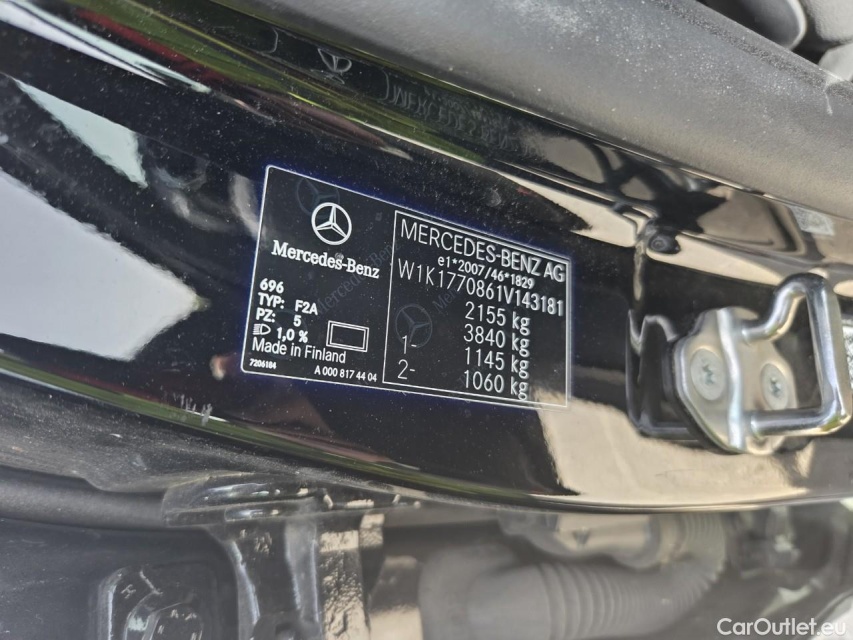 Mercedes-Benz
696
TYP: F2A
PZ: 5
1,0 %
Made in Finland
7206184 A 000 817 44 04
MERCEDES-BENZ AG
e1*2007/46*1829
W1K1770861V143181
2155 kg
3840 kg
1- 1145 kg
2- 1060 kg
CarOutlet.eu